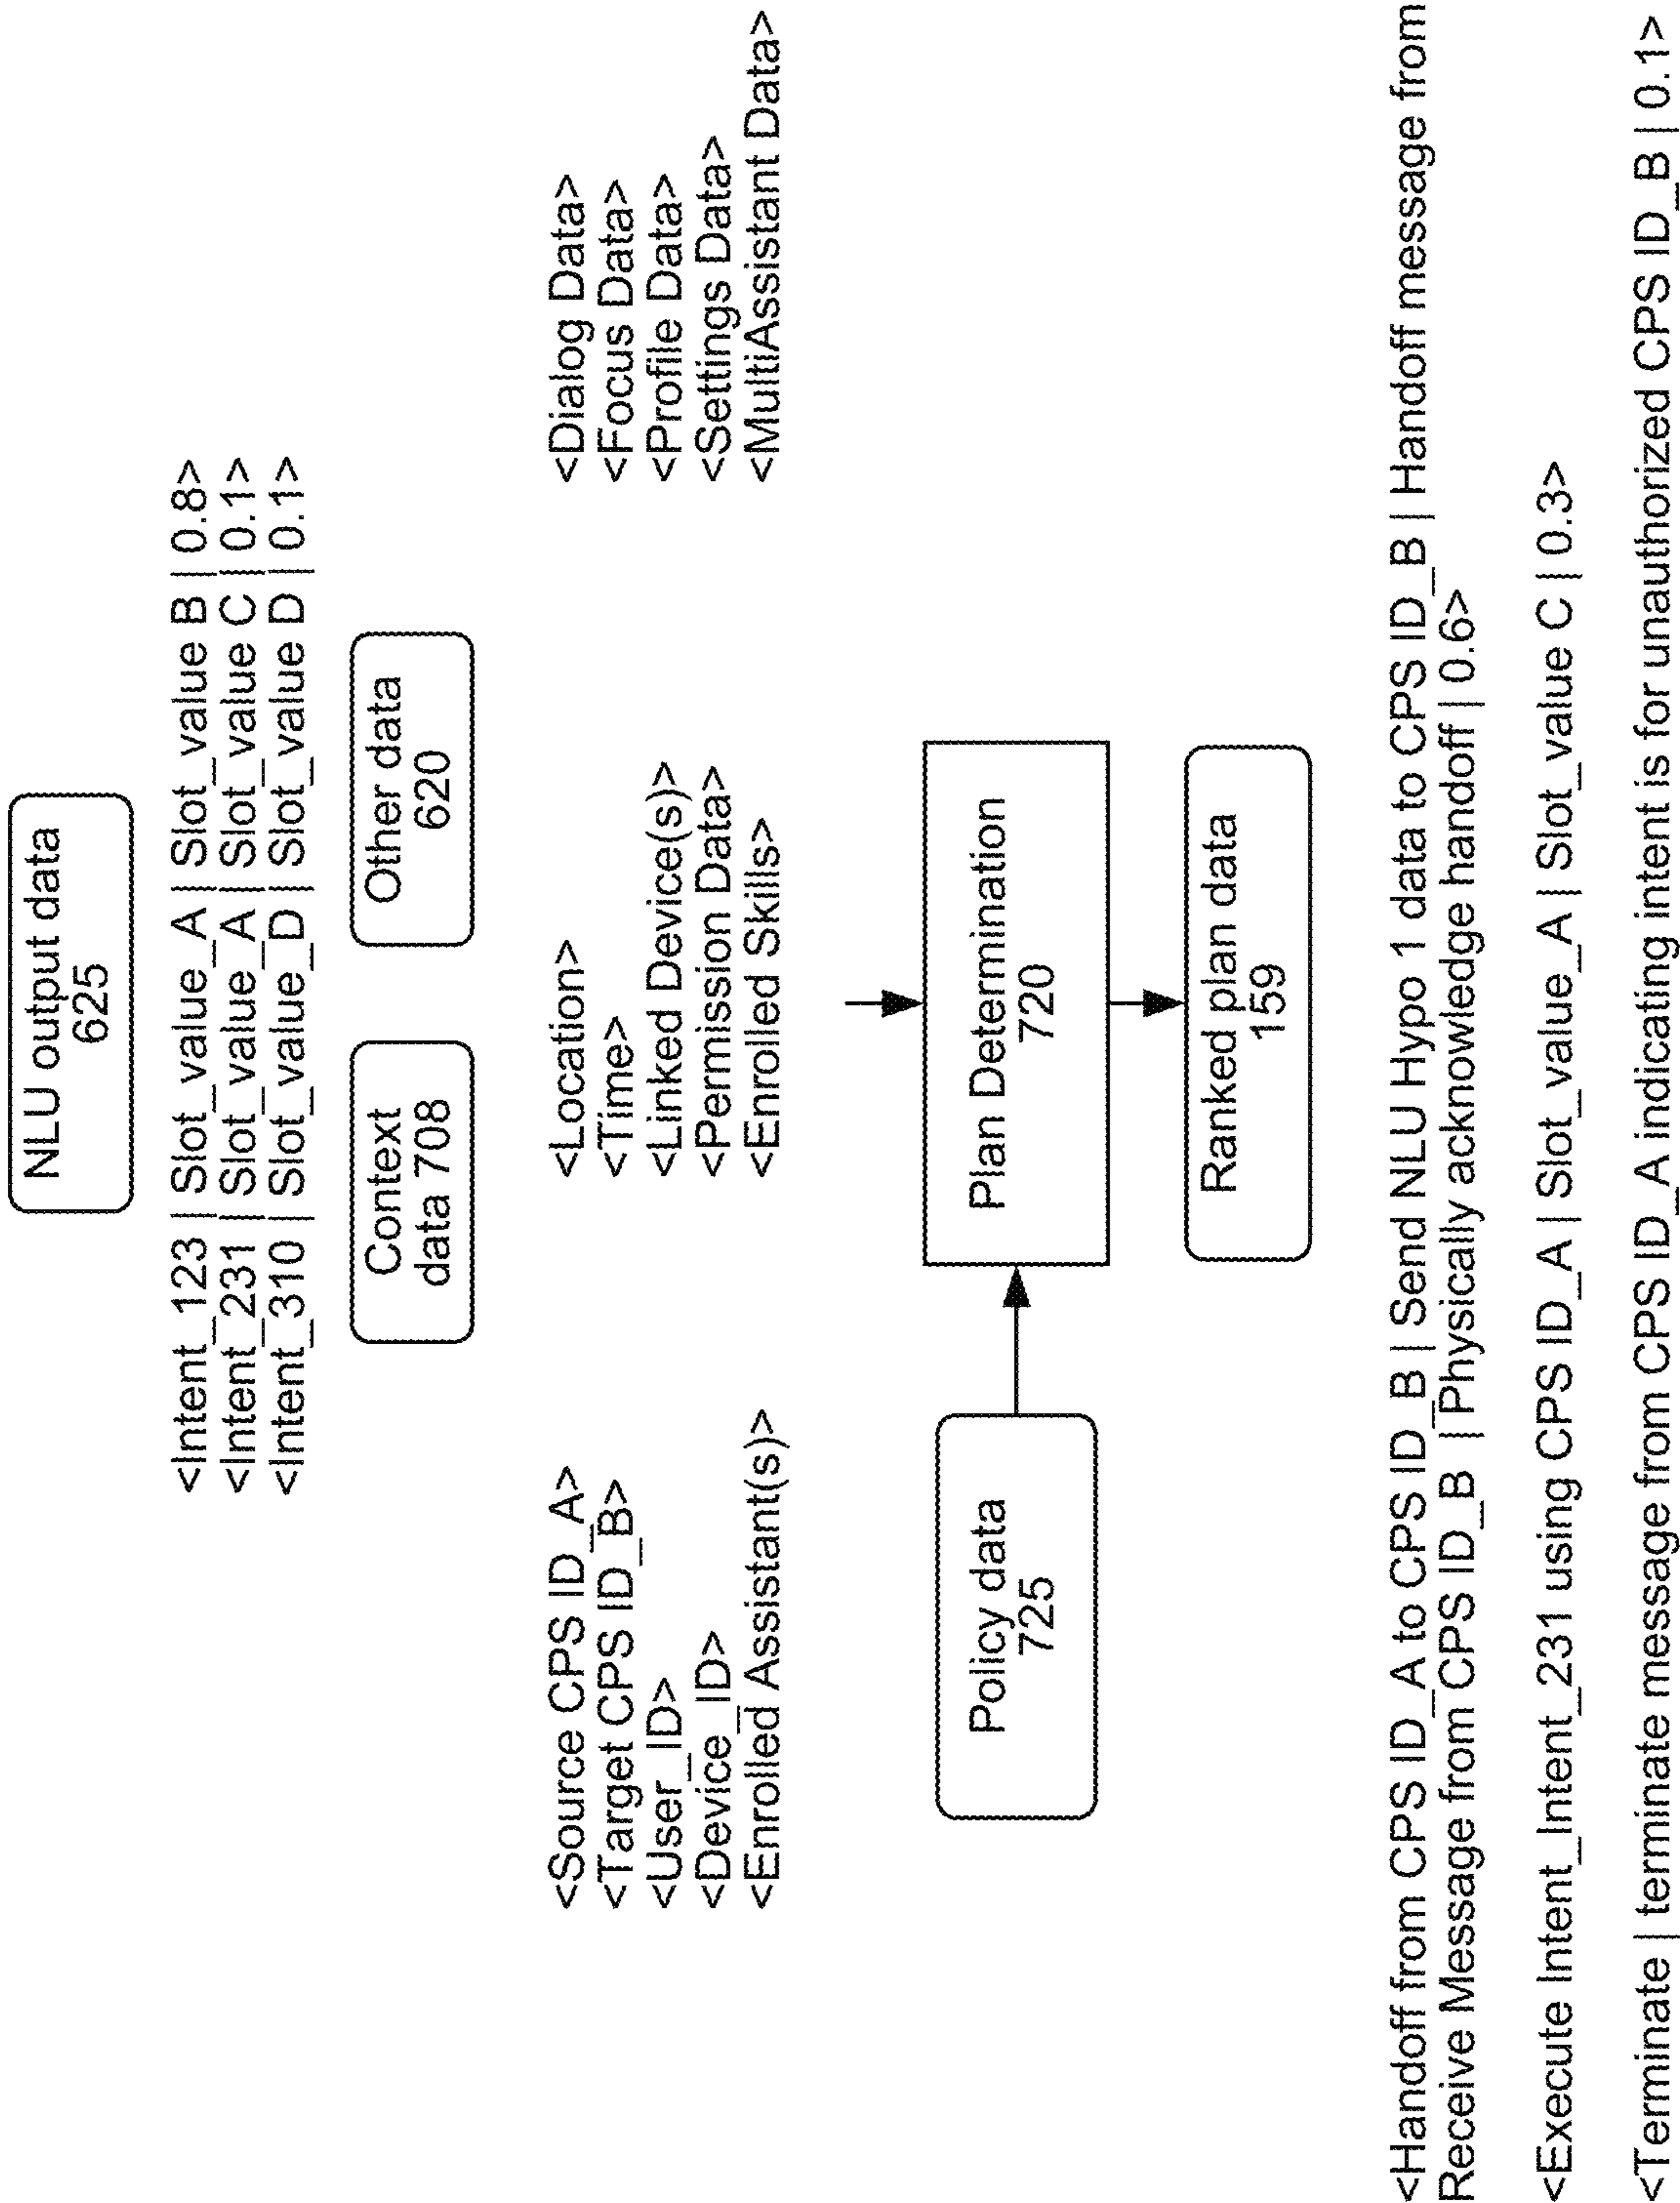 NLU output data
625
<Intent_123 | Slot_value_A | Slot_value B | 0.8>
<Intent_231 | Slot_value_A | Slot_value C | 0.1>
<Intent_310 | Slot_value_D | Slot_value D | 0.1>
Context
data 708
Other data
620
<Source CPS ID_A>
<Target CPS ID_B>
<User_ID>
<Device_ID>
<Enrolled Assistant(s)>
<Location>
<Time>
<Linked Device(s)>
<Permission Data>
<Enrolled Skills>
<Dialog Data>
<Focus Data>
<Profile Data>
<Settings Data>
<MultiAssistant Data>
Policy data
725
Plan Determination
720
Ranked plan data
159
<Handoff from CPS ID_A to CPS ID_B | Send NLU Hypo 1 data to CPS ID_B | Handoff message from
Receive Message from CPS ID_B | Physically acknowledge handoff | 0.6>
<Execute Intent_Intent_231 using CPS ID_A | Slot_value_A | Slot_value C | 0.3>
<Terminate | terminate message from CPS ID_A indicating intent is for unauthorized CPS ID_B | 0.1>